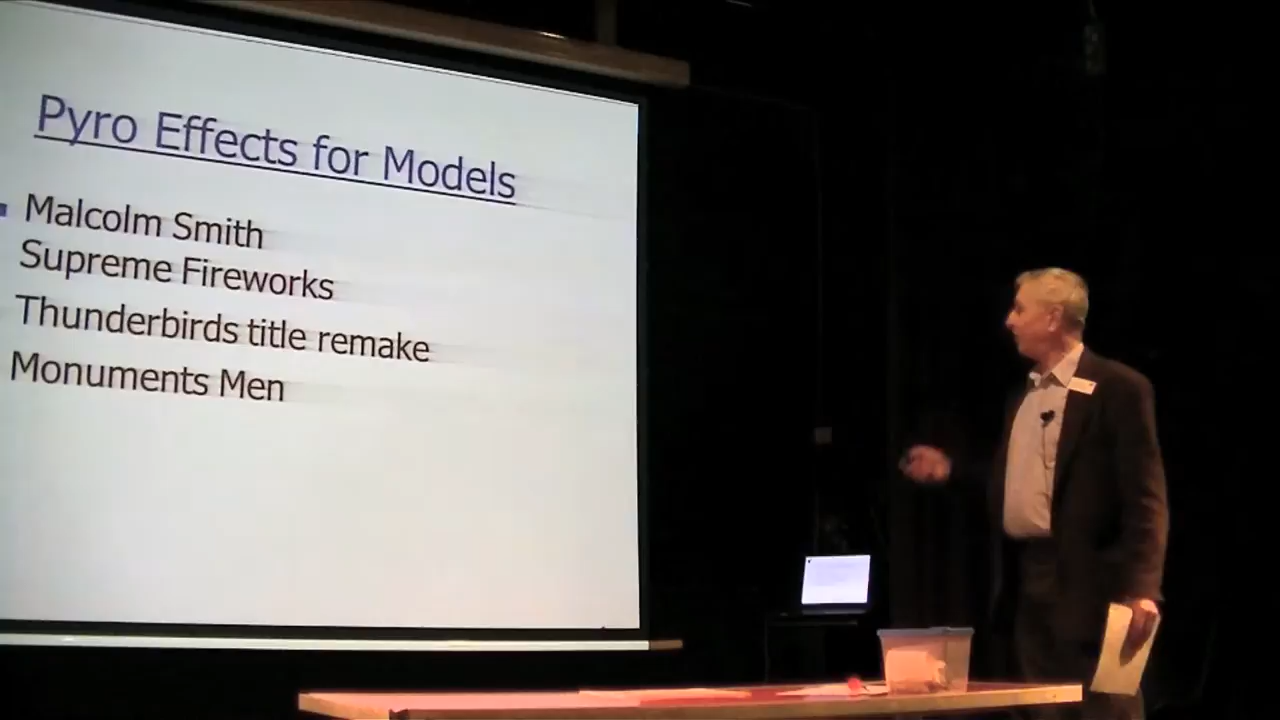 Pyro Effects for Models
Malcolm Smith
Supreme Fireworks
Thunderbirds title remake
Monuments Men